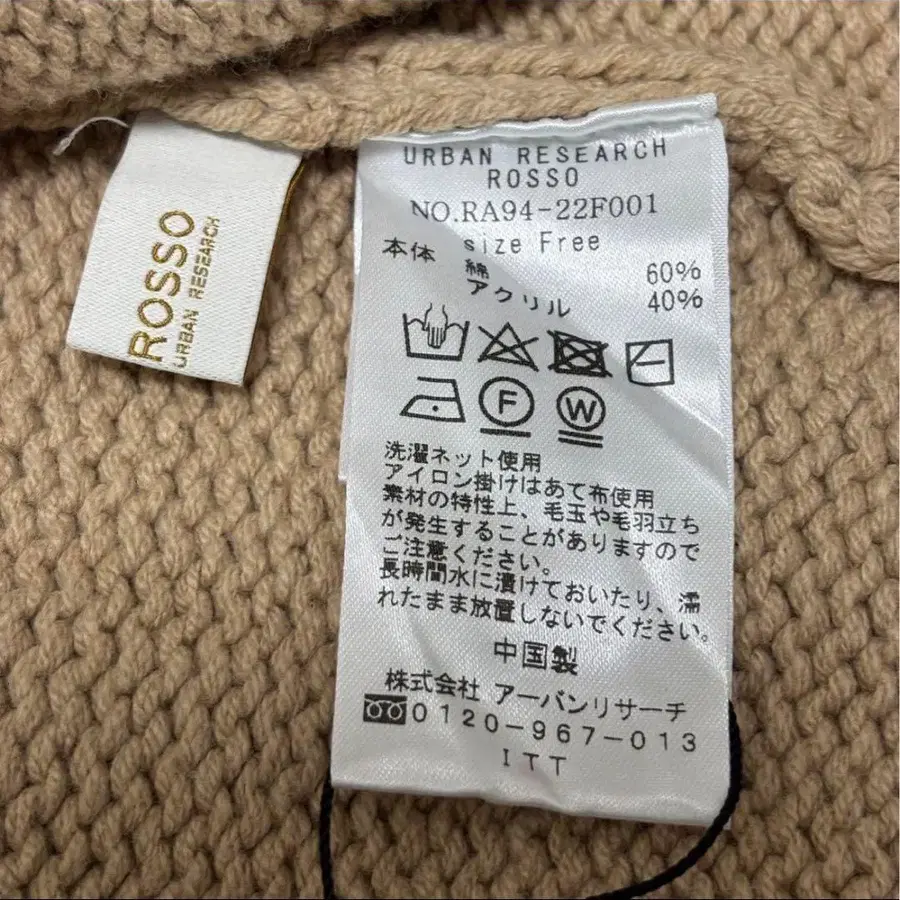 ROSSO
URBAN RESEARCH
URBAN RESEARCH
ROSSO
NO.RA94-22F001
size Free
本体 綿 60%
アクリル 40%
F W
洗濯ネット使用
アイロン掛けはあて布使用
素材の特性上、毛玉や毛羽立ち
が発生することがありますので
ご注意ください。
長時間水に漬けておいたり、濡
れたまま放置しないでください。
中国製
株式会社 アーバンリサーチ
0120-967-013
ITT